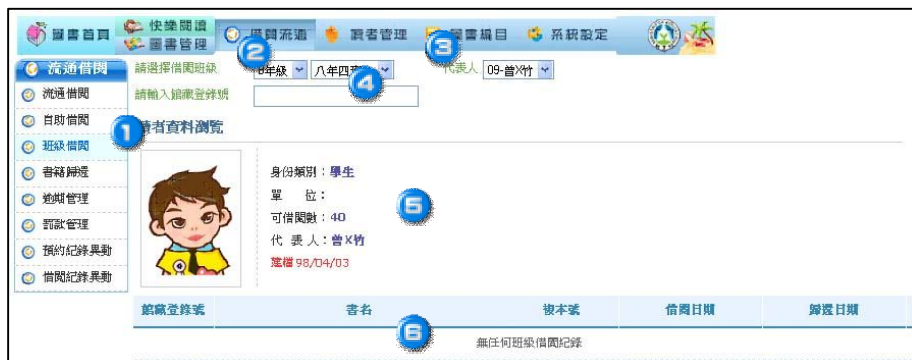 圖書首頁 快樂閱讀 圖書管理 借閱流通 讀者管理 圖書編目 系統設定
流通借閱
流通借閱
自助借閱
班級借閱
書籍歸還
逾期管理
罰款管理
預約紀錄異動
借閱紀錄異動
請選擇借閱班級 8年級 八年四 代表人 09-曾X竹
請輸入館藏登錄號
讀者資料瀏覽
身份類別：學生
單 位：
可借閱數：40
代 表 人：曾X竹
建檔 98/04/03
館藏登錄號 書名 複本號 借閱日期 歸還日期
無任何班級借閱紀錄
1
2
3
4
5
6